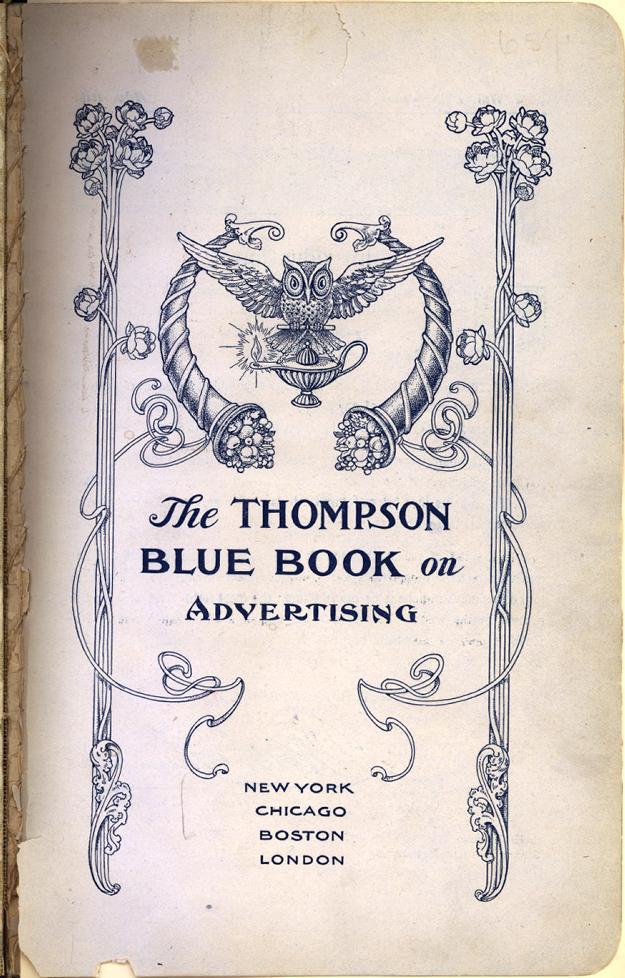 The THOMPSON
BLUE BOOK on
ADVERTISING
NEW YORK
CHICAGO
BOSTON
LONDON